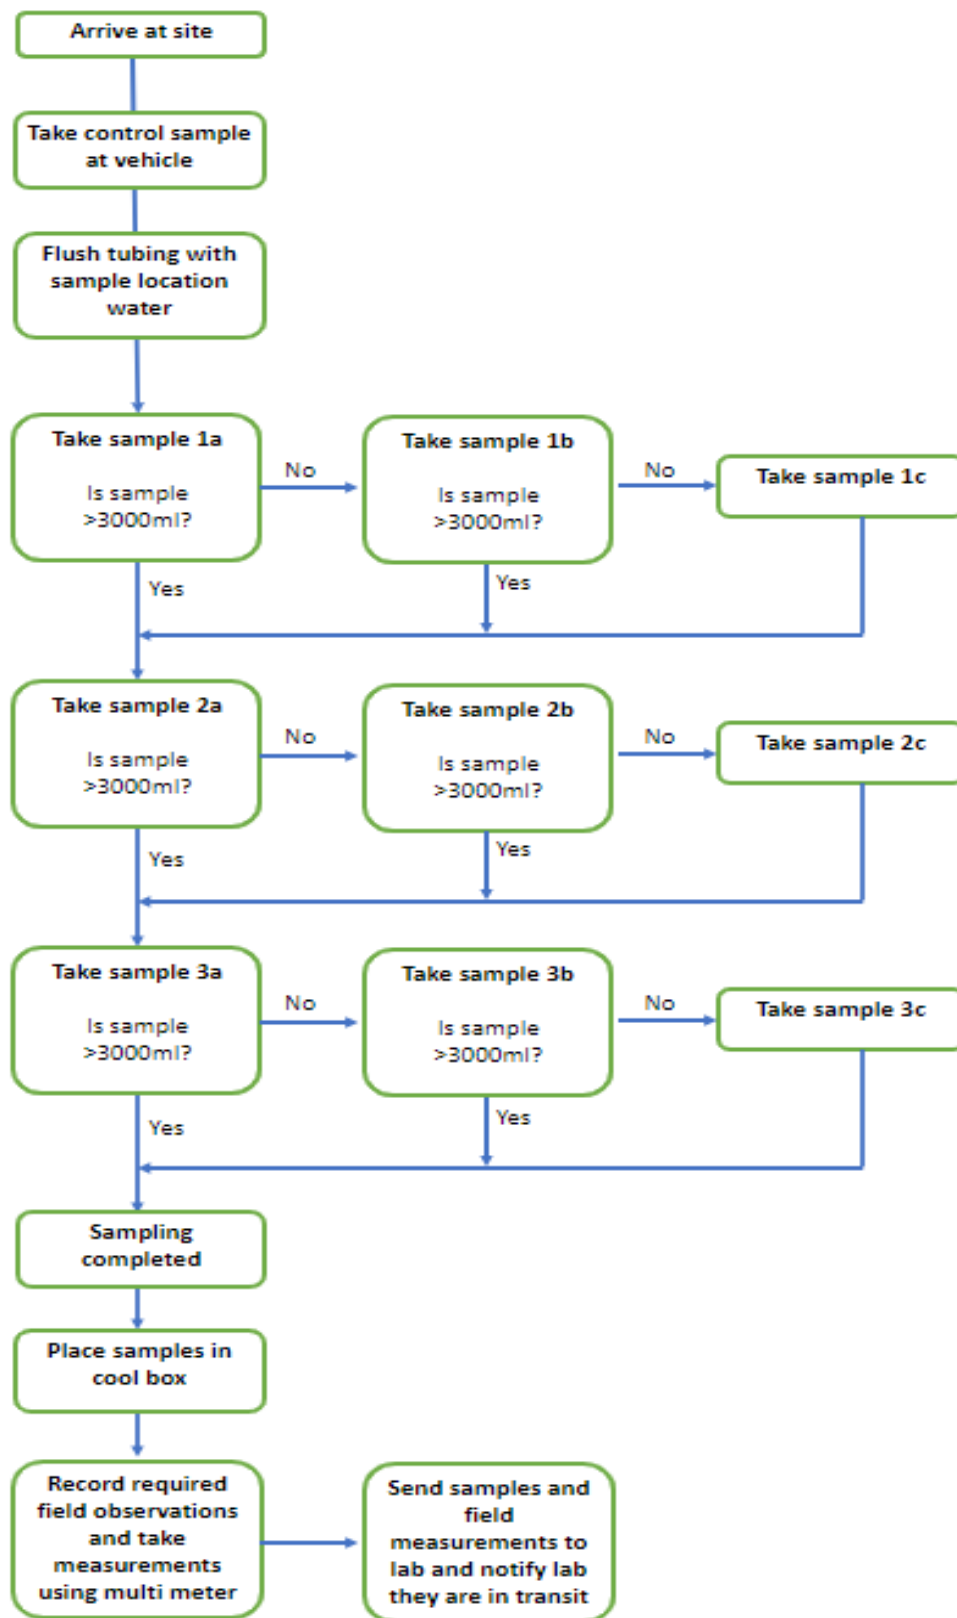 Arrive at site
Take control sample
at vehicle
Flush tubing with
sample location
water
Take sample 1a
Is sample
>3000ml?
No
Take sample 1b
Is sample
>3000ml?
No
Take sample 1c
Yes
Yes
Take sample 2a
Is sample
>3000ml?
No
Take sample 2b
Is sample
>3000ml?
No
Take sample 2c
Yes
Yes
Take sample 3a
Is sample
>3000ml?
No
Take sample 3b
Is sample
>3000ml?
No
Take sample 3c
Yes
Yes
Sampling
completed
Place samples in
cool box
Record required
field observations
and take
measurements
using multi meter
Send samples and
field
measurements to
lab and notify lab
they are in transit